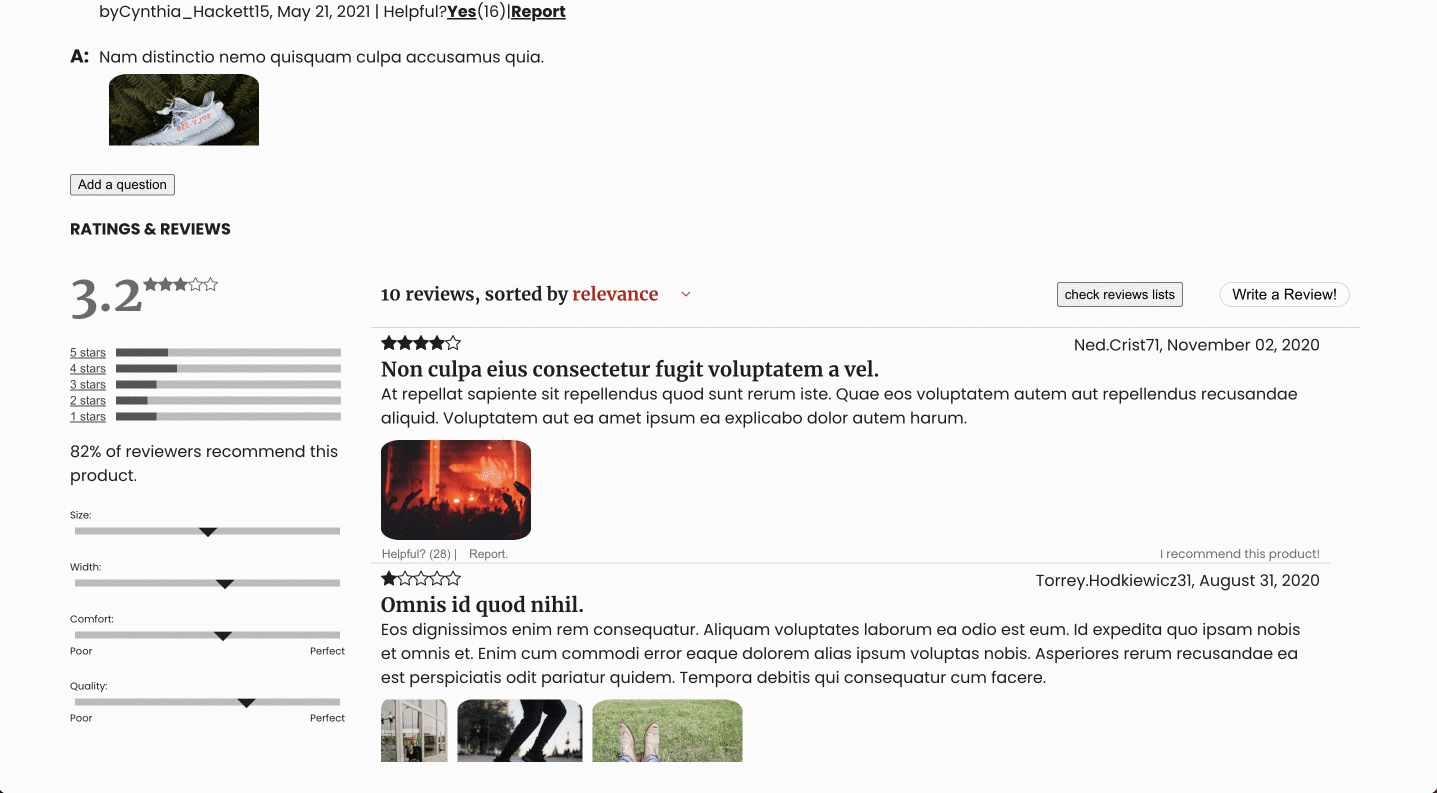 byCynthia_Hackett15, May 21, 2021 | Helpful?Yes(16)|Report
A: Nam distinctio nemo quisquam culpa accusamus quia.
Add a question
RATINGS & REVIEWS
3.2
5 stars
4 stars
3 stars
2 stars
1 stars
82% of reviewers recommend this
product.
Size:
Width:
Comfort:
Poor Perfect
Quality:
Poor Perfect
10 reviews, sorted by relevance
check reviews lists
Write a Review!
Ned.Crist71, November 02, 2020
Non culpa eius consectetur fugit voluptatem a vel.
At repellat sapiente sit repellendus quod sunt rerum iste. Quae eos voluptatem autem aut repellendus recusandae
aliquid. Voluptatem aut ea amet ipsum ea explicabo dolor autem harum.
Helpful? (28) | Report.
I recommend this product!
Torrey.Hodkiewicz31, August 31, 2020
Omnis id quod nihil.
Eos dignissimos enim rem consequatur. Aliquam voluptates laborum ea odio est eum. Id expedita quo ipsam nobis
et omnis et. Enim cum commodi error eaque dolorem alias ipsum voluptas nobis. Asperiores rerum recusandae ea
est perspiciatis odit pariatur quidem. Tempora debitis qui consequatur cum facere.